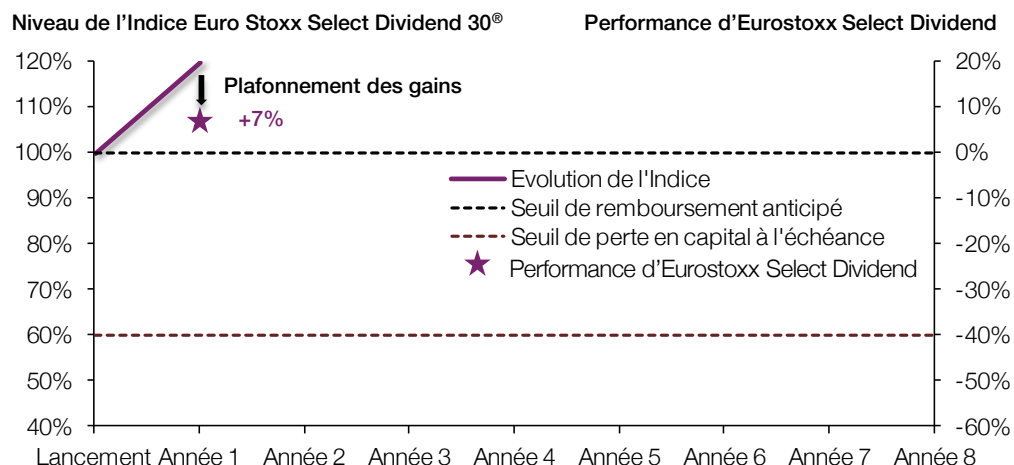 Niveau de l'Indice Euro Stoxx Select Dividend 30® Performance d'Eurostoxx Select Dividend
120% 20%
Plafonnement des gains
110% +7% 10%
100% 0%
Evolution de l'Indice
90% -10%
Seuil de remboursement anticipé
80% Seuil de perte en capital à l'échéance -20%
Performance d'Eurostoxx Select Dividend
70% -30%
60% -40%
50% -50%
40% -60%
Lancement Année 1 Année 2 Année 3 Année 4 Année 5 Année 6 Année 7 Année 8